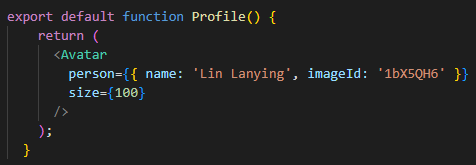 export default function Profile() {
return (
<Avatar
person={{ name: 'Lin Lanying', imageId: '1bX5QH6' }}
size={100}
/>
);
}